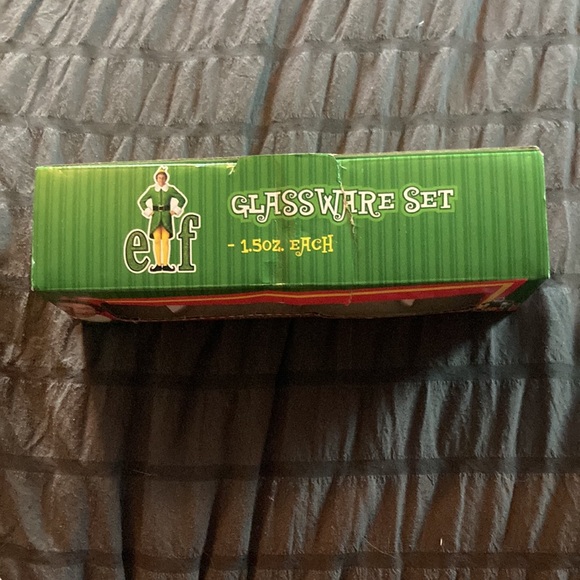 elf
GLASSWARE SET
- 1.5OZ. EACH